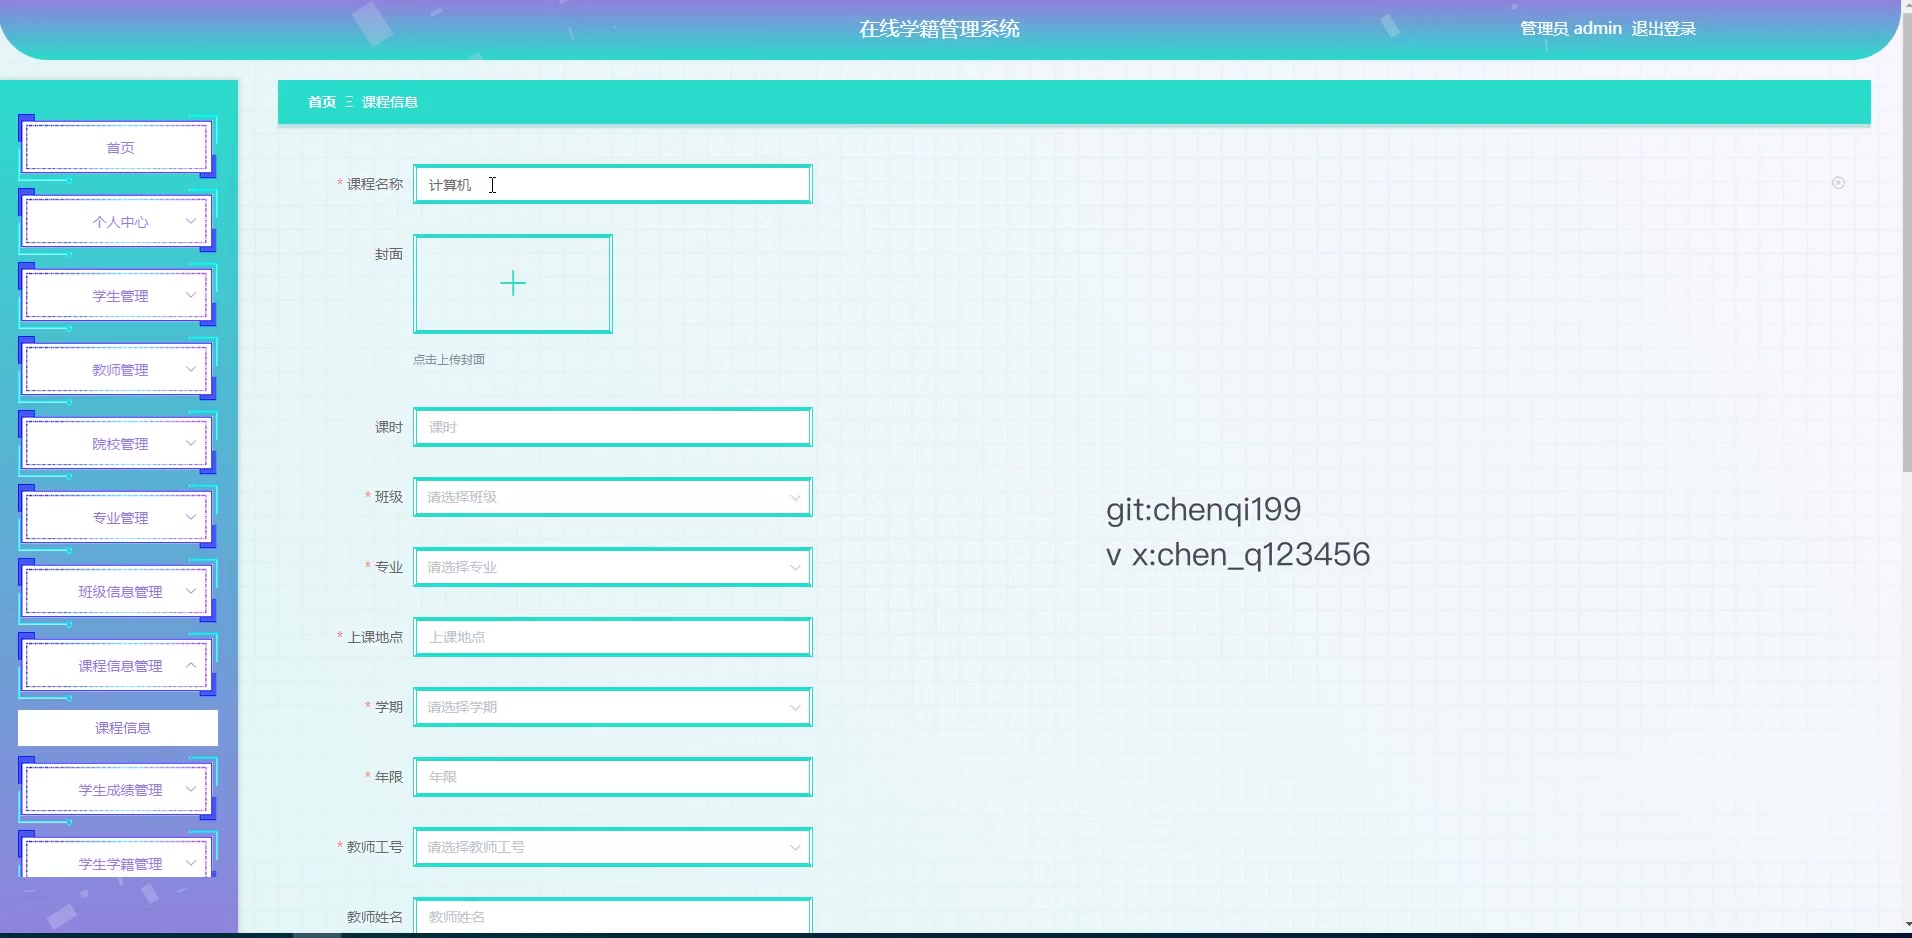 在线学籍管理系统
管理员 admin 退出登录
首页 Ξ 课程信息
首页
个人中心
学生管理
教师管理
院校管理
专业管理
班级信息管理
课程信息管理
课程信息
学生成绩管理
学生学籍管理
* 课程名称 计算机
封面
点击上传封面
课时 课时
* 班级 请选择班级
* 专业 请选择专业
* 上课地点 上课地点
* 学期 请选择学期
* 年限 年限
* 教师工号 请选择教师工号
教师姓名 教师姓名
git:chenqi199
v x:chen_q123456